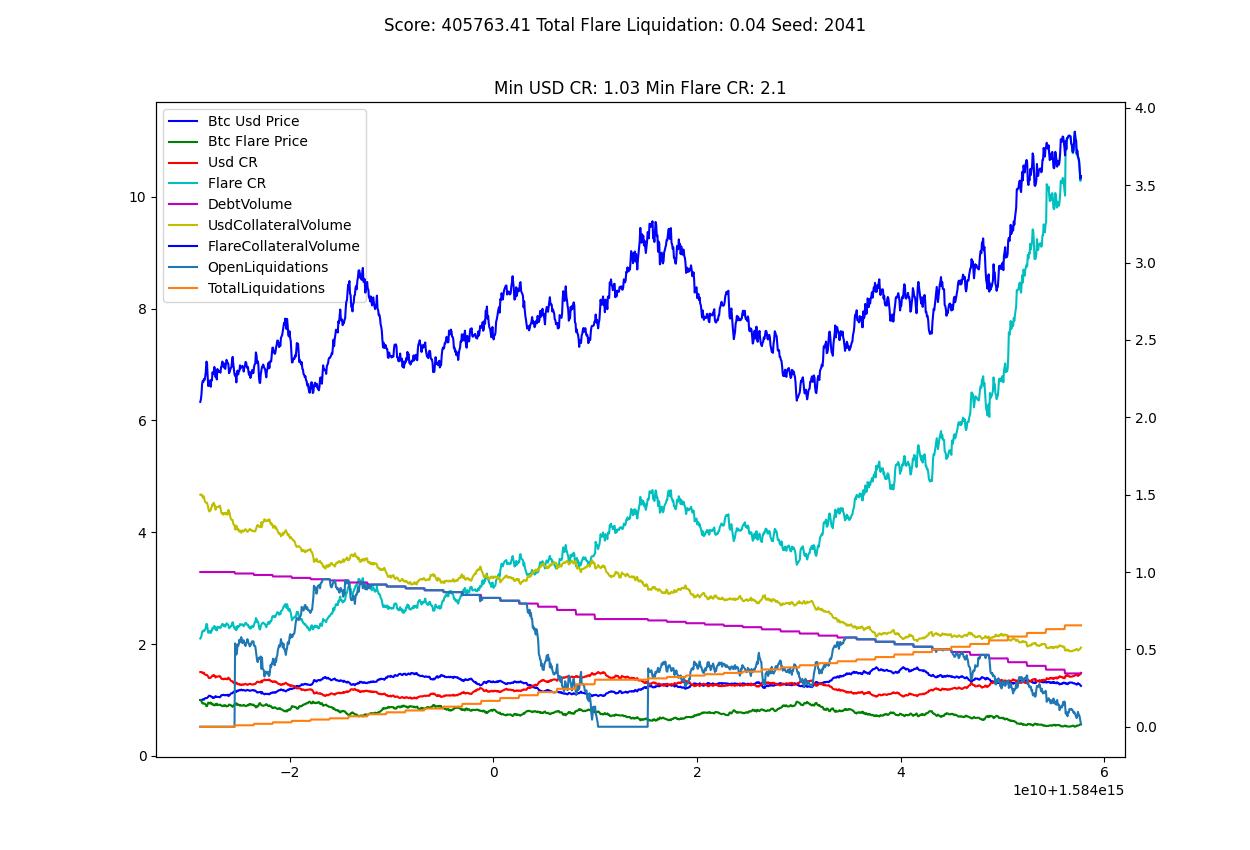 Score: 405763.41 Total Flare Liquidation: 0.04 Seed: 2041
Min USD CR: 1.03 Min Flare CR: 2.1
Btc Usd Price
Btc Flare Price
Usd CR
Flare CR
DebtVolume
UsdCollateralVolume
FlareCollateralVolume
OpenLiquidations
TotalLiquidations
10
8
6
4
2
0
4.0
3.5
3.0
2.5
2.0
1.5
1.0
0.5
0.0
−2
0
2
4
6
1e10+1.584e15